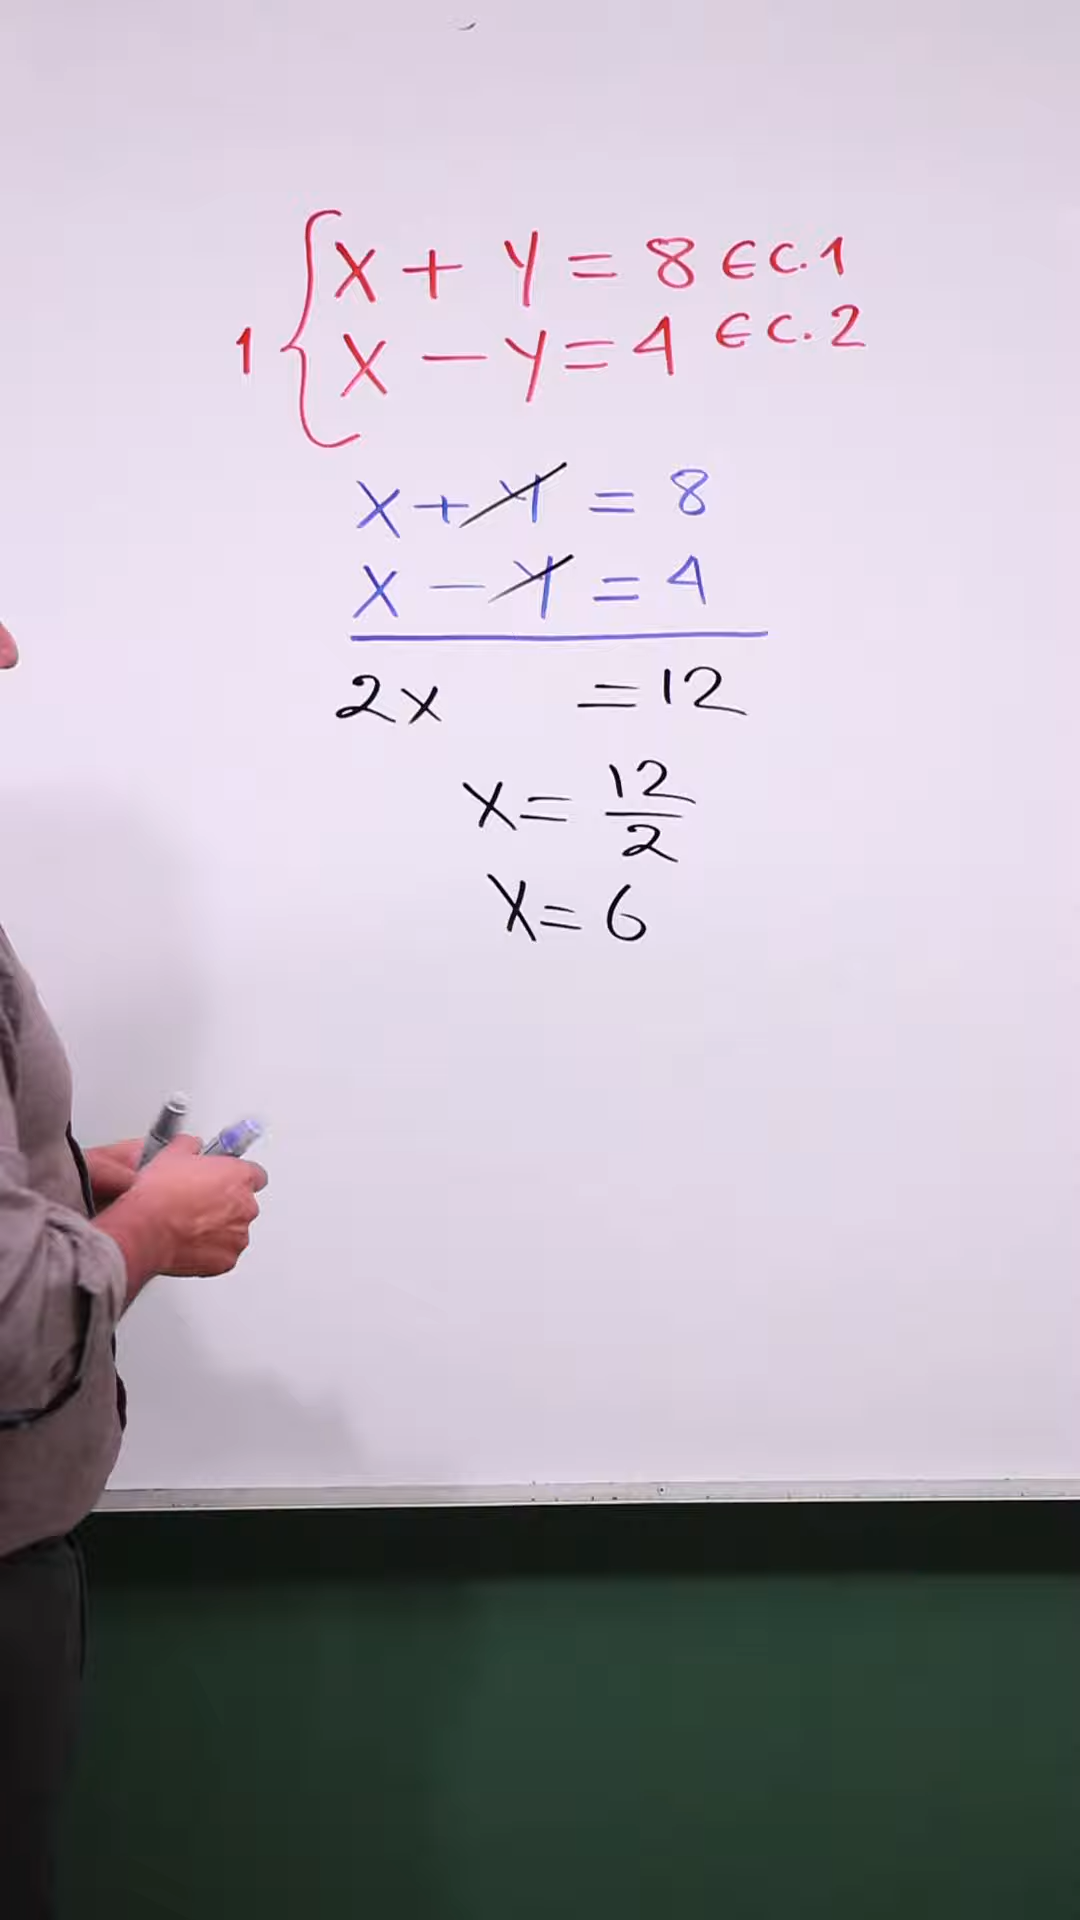 x + y = 8 EC.1
1
x - y = 4 EC.2
x + y = 8
x - y = 4
2x = 12
x = 12/2
x = 6